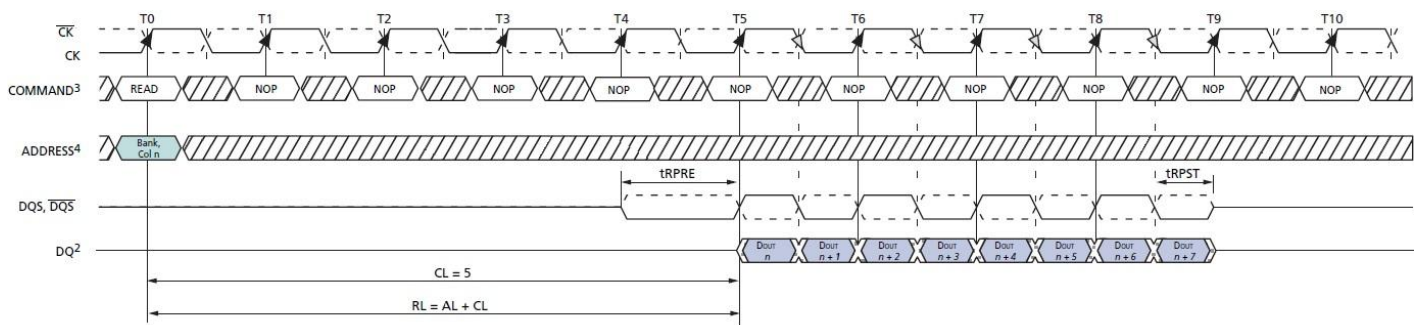 T0 T1 T2 T3 T4 T5 T6 T7 T8 T9 T10
CK
CK
COMMAND3 READ NOP NOP NOP NOP NOP NOP NOP NOP NOP NOP
ADDRESS4 Bank,
Col n
tRPRE tRPST
DQS, DQS
DQ2 DOUT DOUT DOUT DOUT DOUT DOUT DOUT DOUT
n n + 1 n + 2 n + 3 n + 4 n + 5 n + 6 n + 7
CL = 5
RL = AL + CL